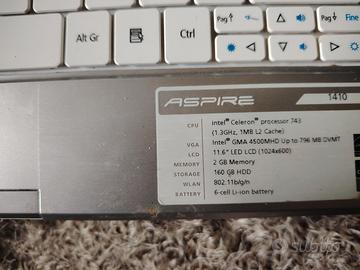 Pag
Pag
Alt Gr
Ctrl
ASPIRE 1410
CPU Intel® Celeron® processor 743
(1.3GHz, 1MB L2 Cache)
VGA Intel® GMA 4500MHD Up to 796 MB DVMT
LCD 11.6" LED LCD (1024x600)
MEMORY 2 GB Memory
STORAGE 160 GB HDD
WLAN 802.11b/g/n
BATTERY 6-cell Li-ion battery
subito